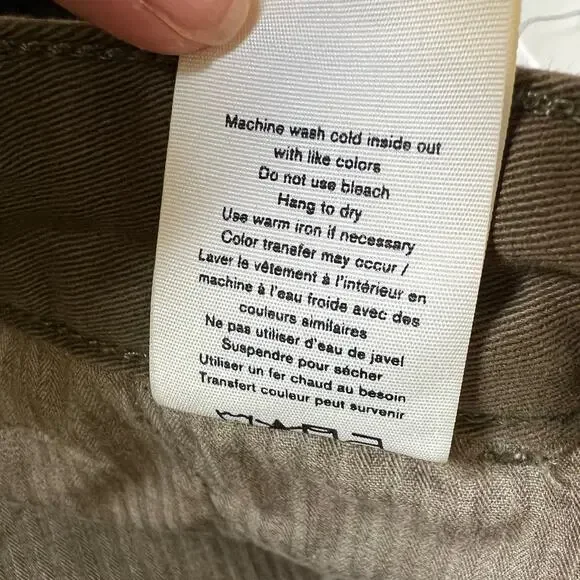 Machine wash cold inside out
with like colors
Do not use bleach
Hang to dry
Use warm iron if necessary
Color transfer may occur /
Laver le vêtement à l'intérieur en
machine à l'eau froide avec des
couleurs similaires
Ne pas utiliser d'eau de javel
Suspendre pour sécher
Utiliser un fer chaud au besoin
Transfert couleur peut survenir